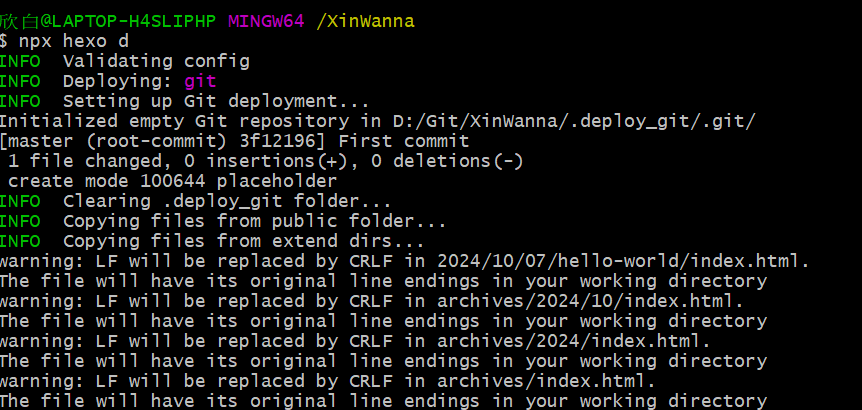 欣白@LAPTOP-H4SLIPHP MINGW64 /XinWanna
$ npx hexo d
INFO  Validating config
INFO  Deploying: git
INFO  Setting up Git deployment...
Initialized empty Git repository in D:/Git/XinWanna/.deploy_git/.git/
[master (root-commit) 3f12196] First commit
 1 file changed, 0 insertions(+), 0 deletions(-)
 create mode 100644 placeholder
INFO  Clearing .deploy_git folder...
INFO  Copying files from public folder...
INFO  Copying files from extend dirs...
warning: LF will be replaced by CRLF in 2024/10/07/hello-world/index.html.
The file will have its original line endings in your working directory
warning: LF will be replaced by CRLF in archives/2024/10/index.html.
The file will have its original line endings in your working directory
warning: LF will be replaced by CRLF in archives/2024/index.html.
The file will have its original line endings in your working directory
warning: LF will be replaced by CRLF in archives/index.html.
The file will have its original line endings in your working directory